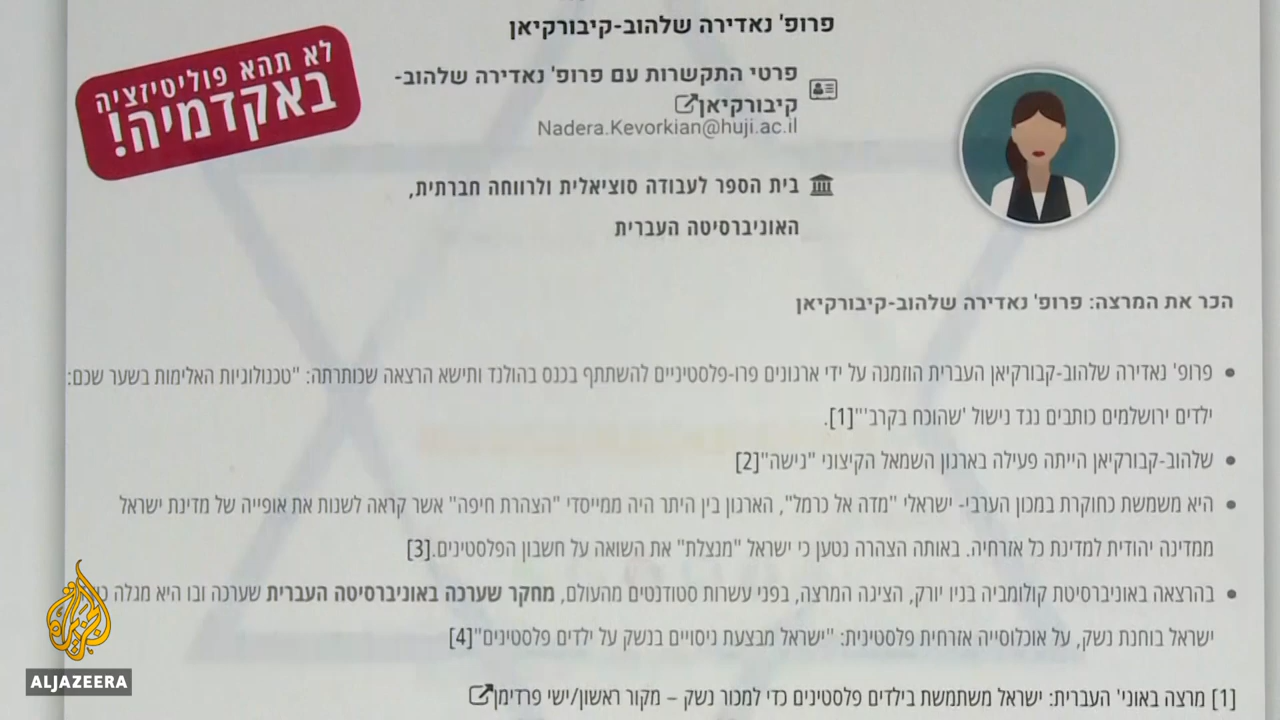 פרופ' נאדירה שלהוב-קיבורקיאן
לא תהא פוליטיזציה
באקדמיה!
פרטי התקשרות עם פרופ' נאדירה שלהוב-
קיבורקיאן
Nadera.Kevorkian@huji.ac.il
בית הספר לעבודה סוציאלית ולרווחה חברתית,
האוניברסיטה העברית
הכר את המרצה: פרופ' נאדירה שלהוב-קיבורקיאן
פרופ' נאדירה שלהוב-קבורקיאן העברית הוזמנה על ידי ארגונים פרו-פלסטיניים להשתתף בכנס בהולנד ותישא הרצאה שכותרתה: "טכנולוגיות האלימות בשער שכם:
ילדים ירושלמים כותבים נגד נישול 'שהוכח בקרב'"[1].
שלהוב-קבורקיאן הייתה פעילה בארגון השמאל הקיצוני "נישה"[2]
היא משמשת כחוקרת במכון הערבי- ישראלי "מדה אל כרמל", הארגון בין היתר היה ממייסדי "הצהרת חיפה" אשר קראה לשנות את אופייה של מדינת ישראל
ממדינה יהודית למדינת כל אזרחיה. באותה הצהרה נטען כי ישראל "מנצלת" את השואה על חשבון הפלסטינים.[3]
בהרצאה באוניברסיטת קולומביה בניו יורק, הציגה המרצה, בפני עשרות סטודנטים מהעולם, מחקר שערכה באוניברסיטה העברית שערכה ובו היא מגלה
ישראל בוחנת נשק, על אוכלוסייה אזרחית פלסטינית: "ישראל מבצעת ניסויים בנשק על ילדים פלסטינים"[4]
[1] מרצה באוני' העברית: ישראל משתמשת בילדים פלסטינים כדי למכור נשק – מקור ראשון/ישי פרדימן
ALJAZEERA